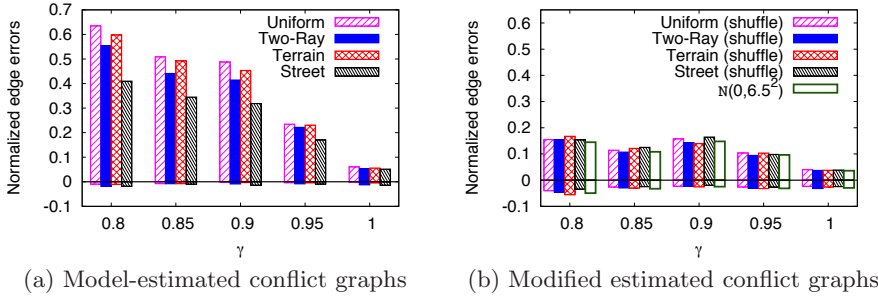 Normalized edge errors
0.7
0.6
0.5
0.4
0.3
0.2
0.1
0
-0.1
0.8 0.85 0.9 0.95 1
γ
Uniform
Two-Ray
Terrain
Street
(a) Model-estimated conflict graphs
Normalized edge errors
0.6
0.5
0.4
0.3
0.2
0.1
0
-0.1
0.8 0.85 0.9 0.95 1
γ
Uniform (shuffle)
Two-Ray (shuffle)
Terrain (shuffle)
Street (shuffle)
N(0,6.5²)
(b) Modified estimated conflict graphs